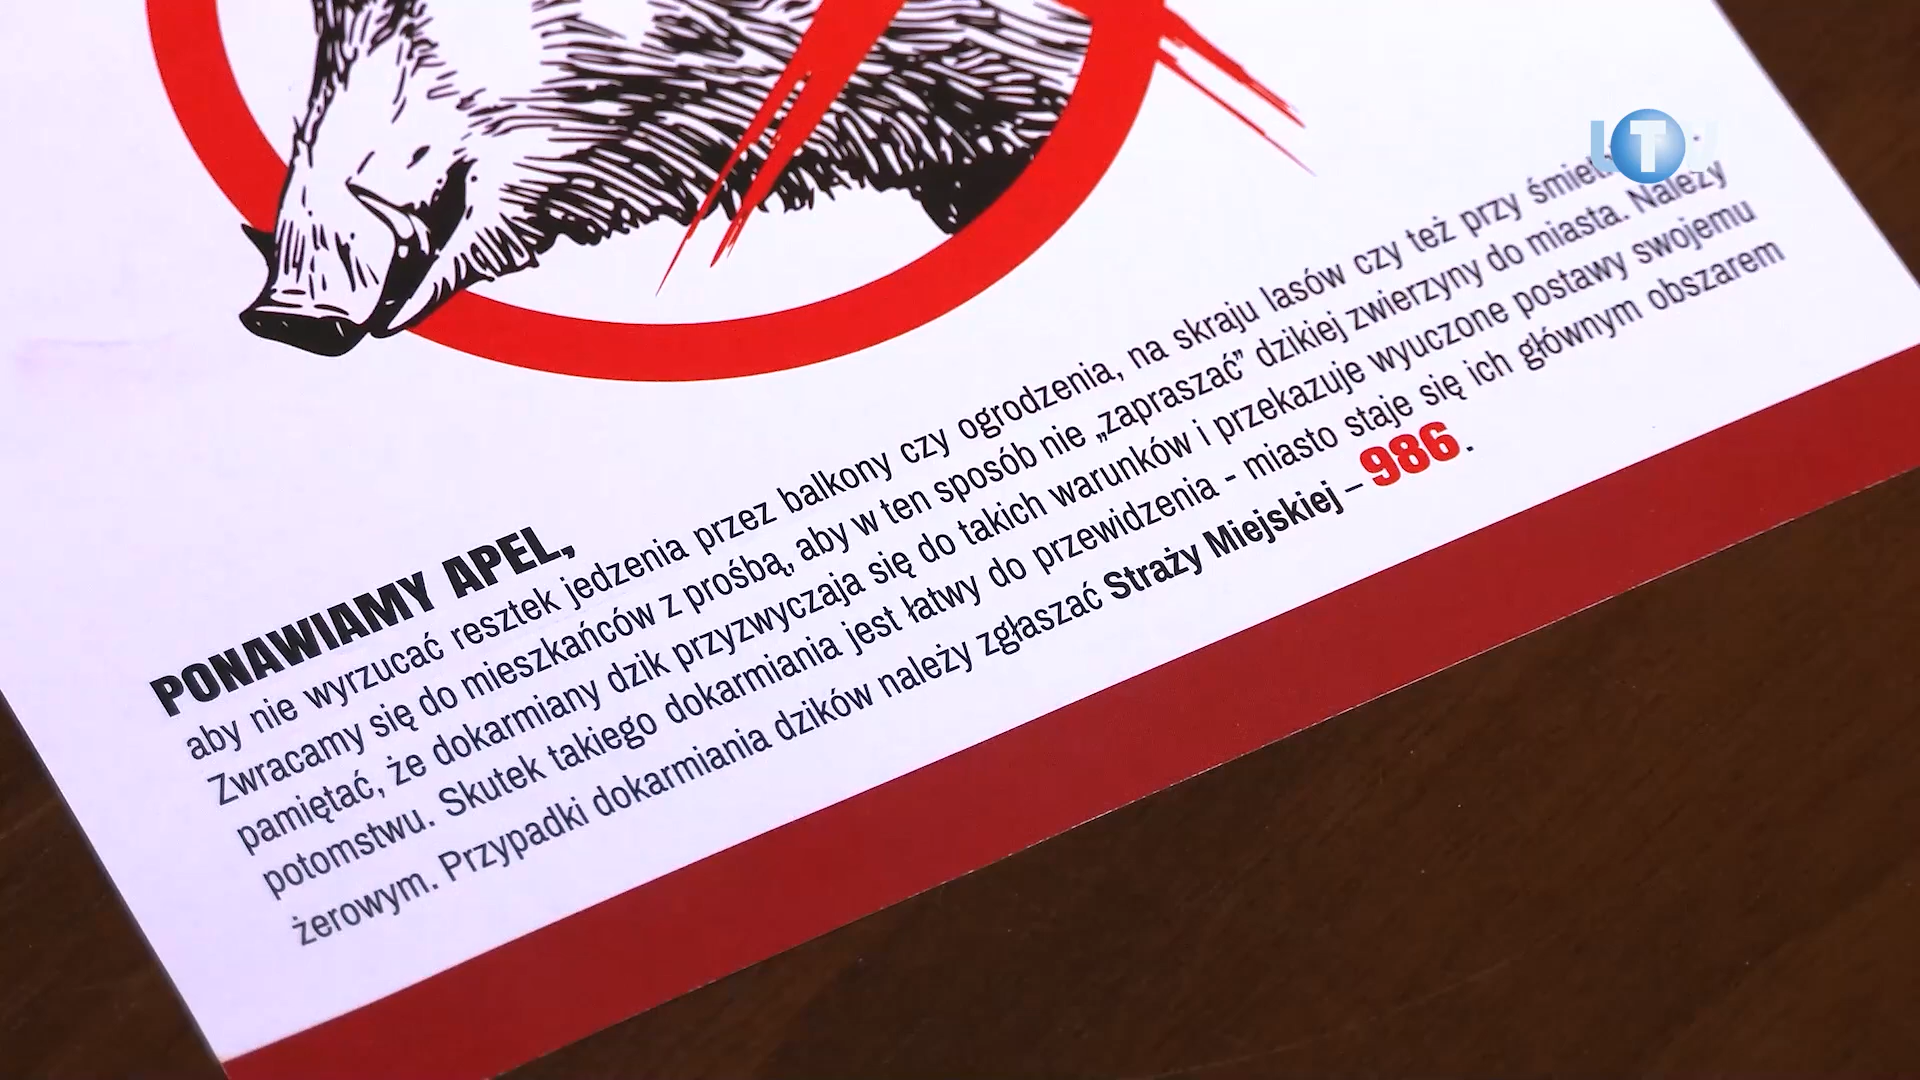 LTV
PONAWIAMY APEL,
aby nie wyrzucać resztek jedzenia przez balkony czy ogrodzenia, na skraju lasów czy też przy
Zwracamy się do mieszkańców z prośbą, aby w ten sposób nie „zapraszać” dzikiej zwierzyny do miasta. Należy
pamiętać, że dokarmiany dzik przyzwyczaja się do takich warunków i przekazuje wyuczone postawy swojemu
potomstwu. Skutek takiego dokarmiania jest łatwy do przewidzenia - miasto staje się ich głównym obszarem
żerowym. Przypadki dokarmiania dzików należy zgłaszać Straży Miejskiej – 986.